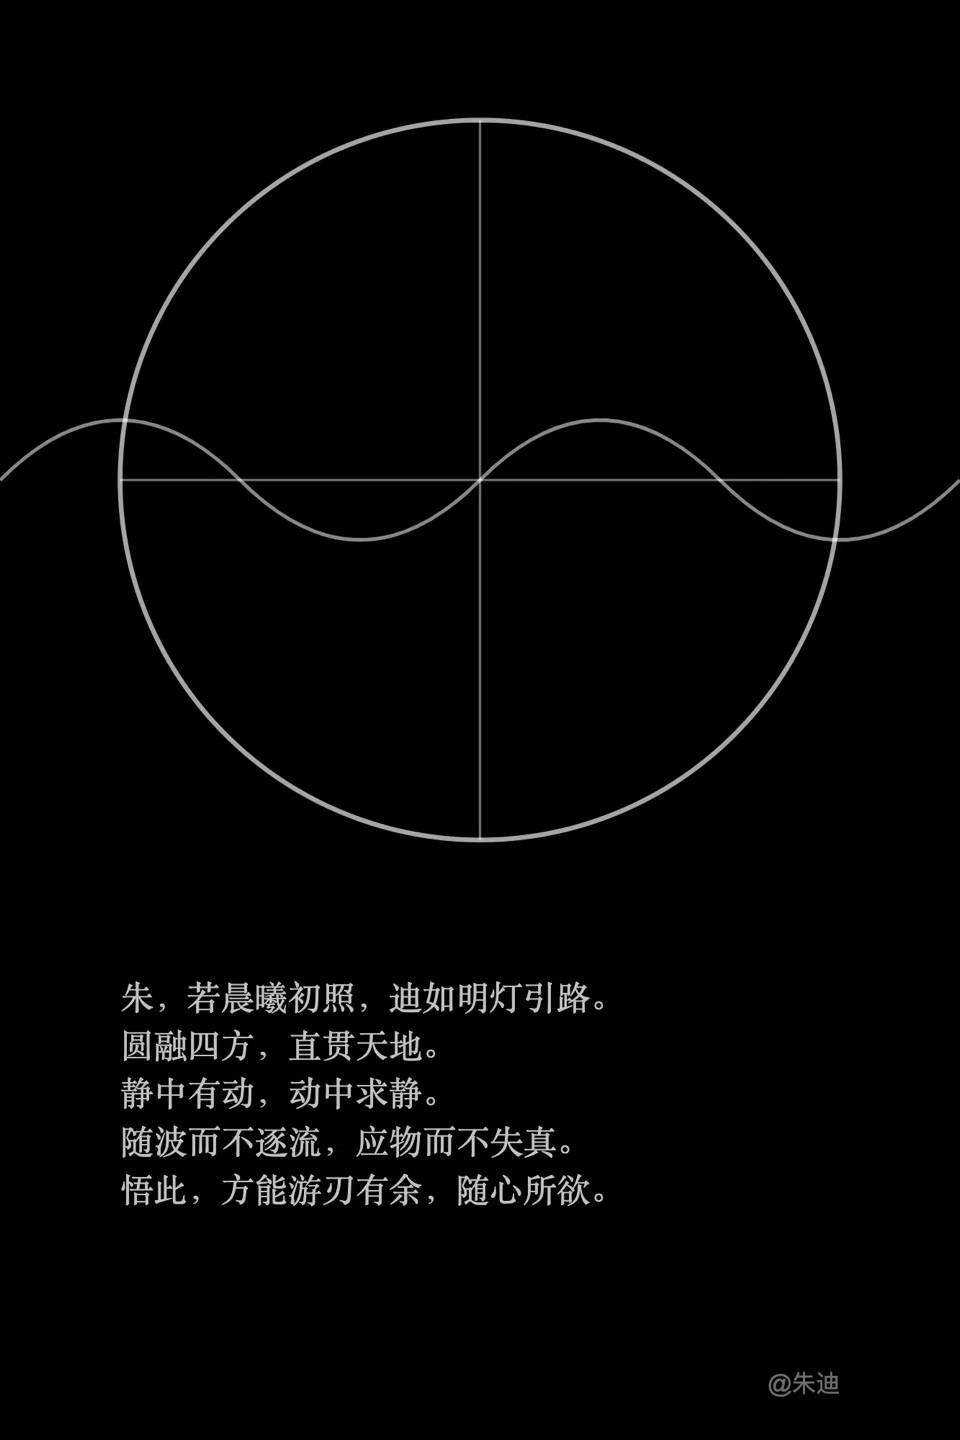 朱，若晨曦初照，迪如明灯引路。
圆融四方，直贯天地。
静中有动，动中求静。
随波而不逐流，应物而不失真。
悟此，方能游刃有余，随心所欲。
@朱迪